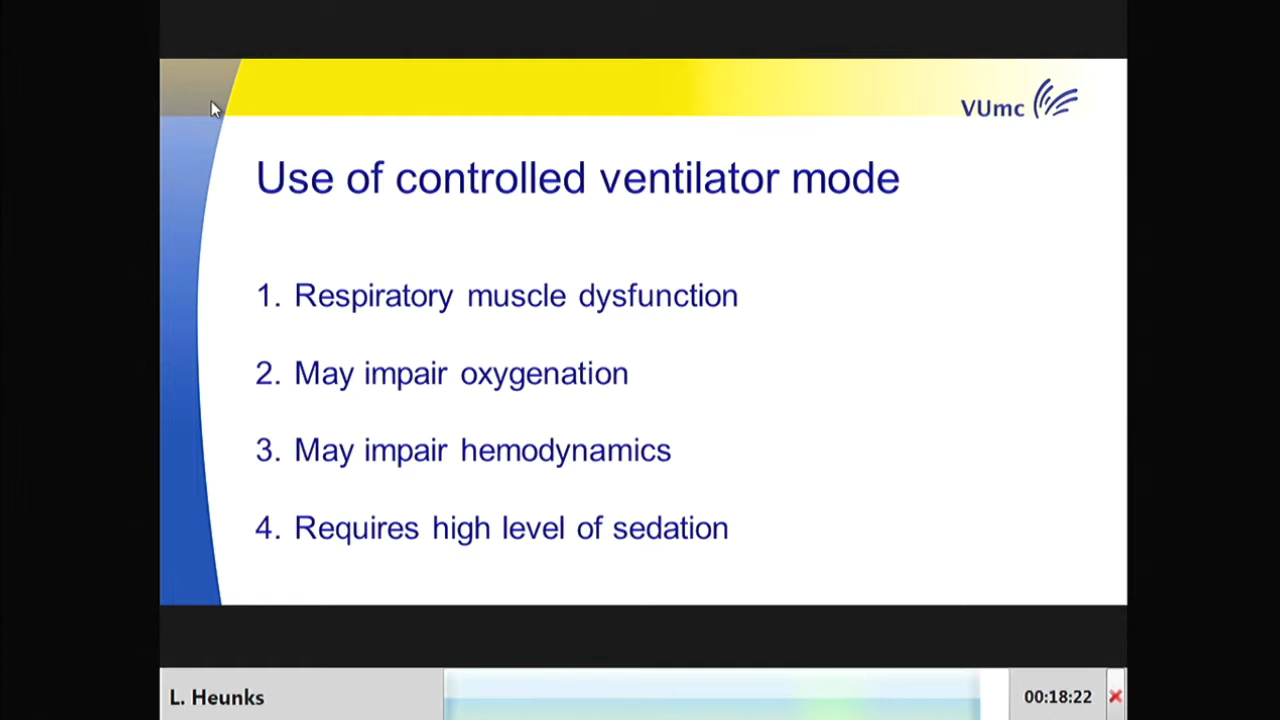 VUmc
Use of controlled ventilator mode
1. Respiratory muscle dysfunction
2. May impair oxygenation
3. May impair hemodynamics
4. Requires high level of sedation
L. Heunks
00:18:22